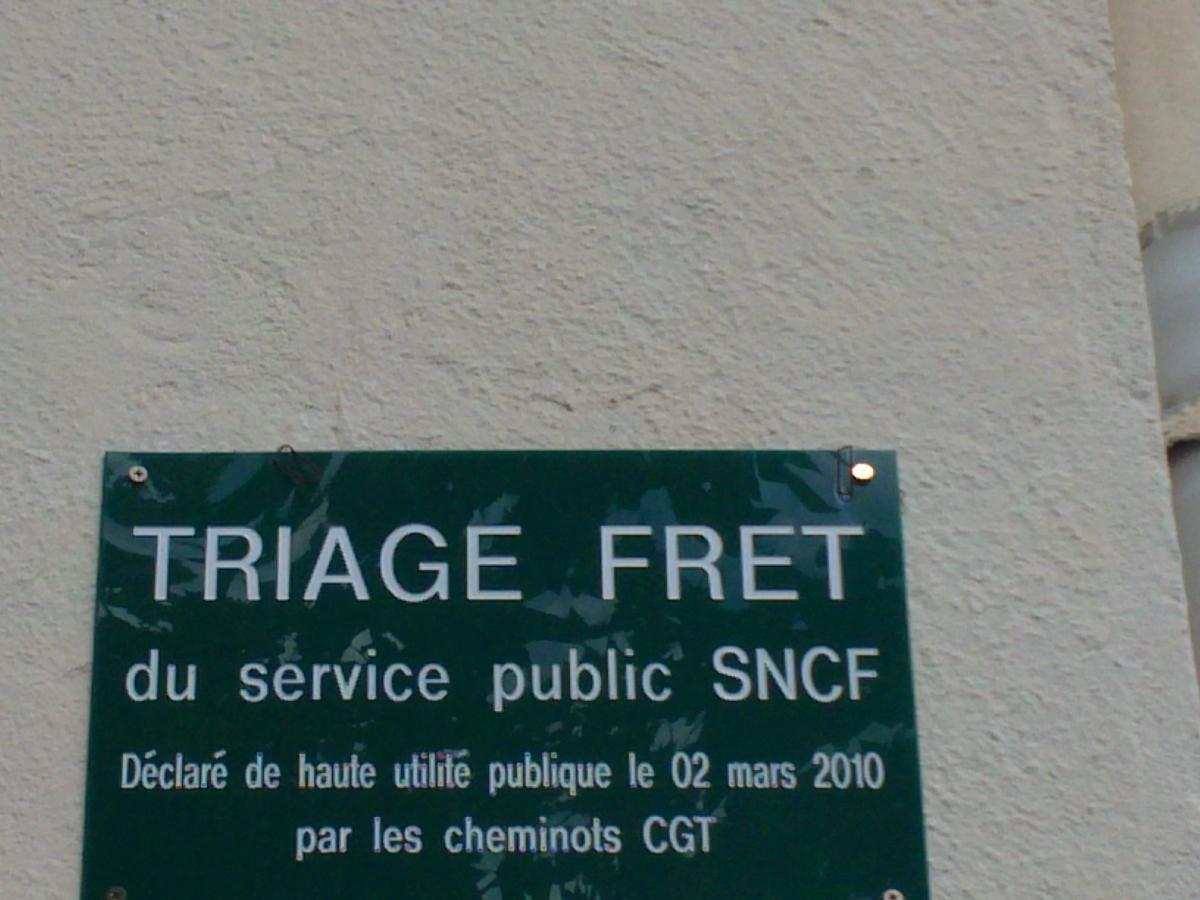 TRIAGE FRET
du service public SNCF
Déclaré de haute utilité publique le 02 mars 2010
par les cheminots CGT